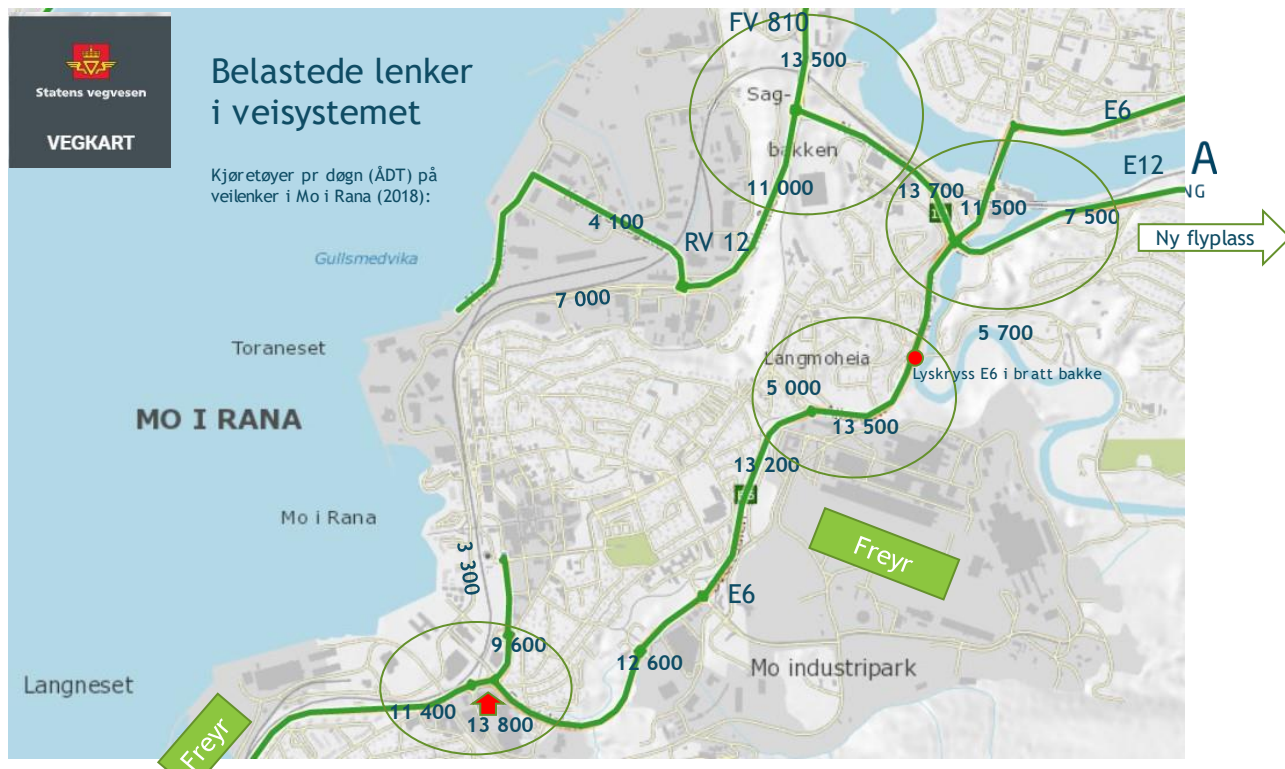 Statens vegvesen
VEGKART
Belastede lenker
i veisystemet
Kjøretøyer pr døgn (ÅDT) på
veilenker i Mo i Rana (2018):
FV 810
13 500
Sag-
bakken
11 000
13 700
11 500
E6
E12
A
NG
7 500
Ny flyplass
4 100
RV 12
Gullsmedvika
7 000
Toraneset
5 700
Langmoheia
Lyskryss E6 i bratt bakke
5 000
13 500
MO I RANA
13 200
E6
Mo i Rana
Freyr
3 300
E6
9 600
12 600
Mo industripark
Langneset
11 400
13 800
Freyr